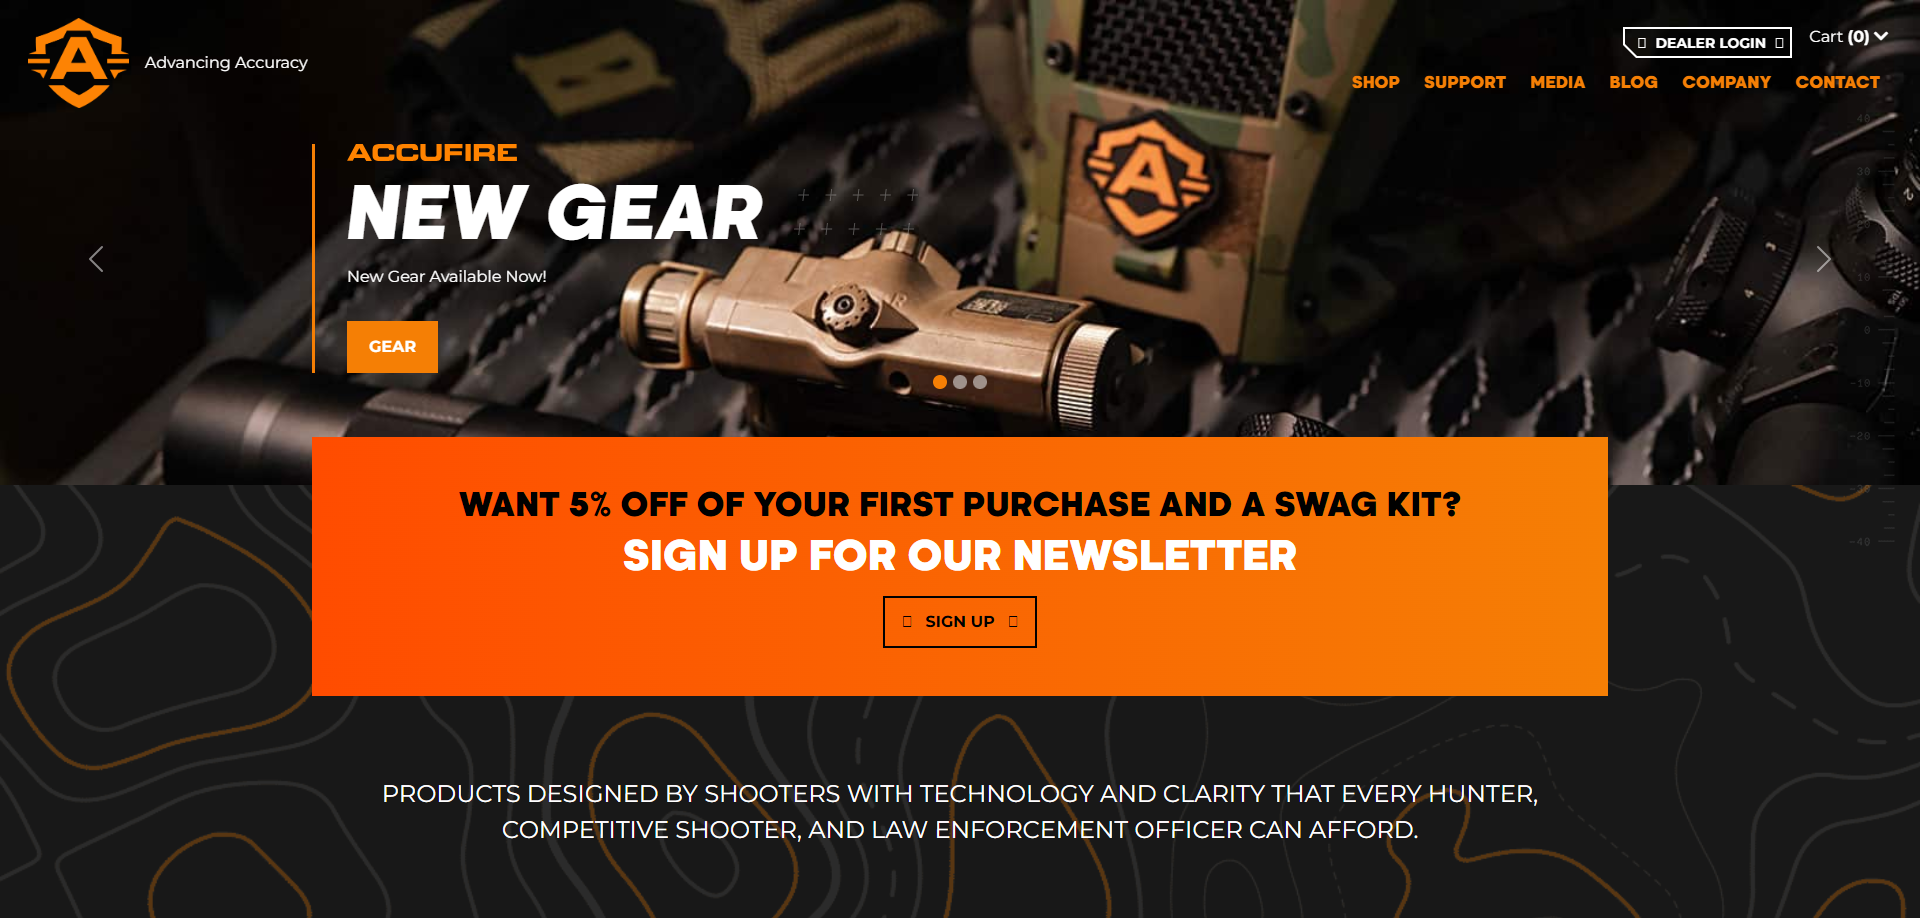 Advancing Accuracy
DEALER LOGIN
Cart (0)
SHOP SUPPORT MEDIA BLOG COMPANY CONTACT
ACCUFIRE
NEW GEAR
New Gear Available Now!
GEAR
WANT 5% OFF OF YOUR FIRST PURCHASE AND A SWAG KIT?
SIGN UP FOR OUR NEWSLETTER
SIGN UP
PRODUCTS DESIGNED BY SHOOTERS WITH TECHNOLOGY AND CLARITY THAT EVERY HUNTER,
COMPETITIVE SHOOTER, AND LAW ENFORCEMENT OFFICER CAN AFFORD.